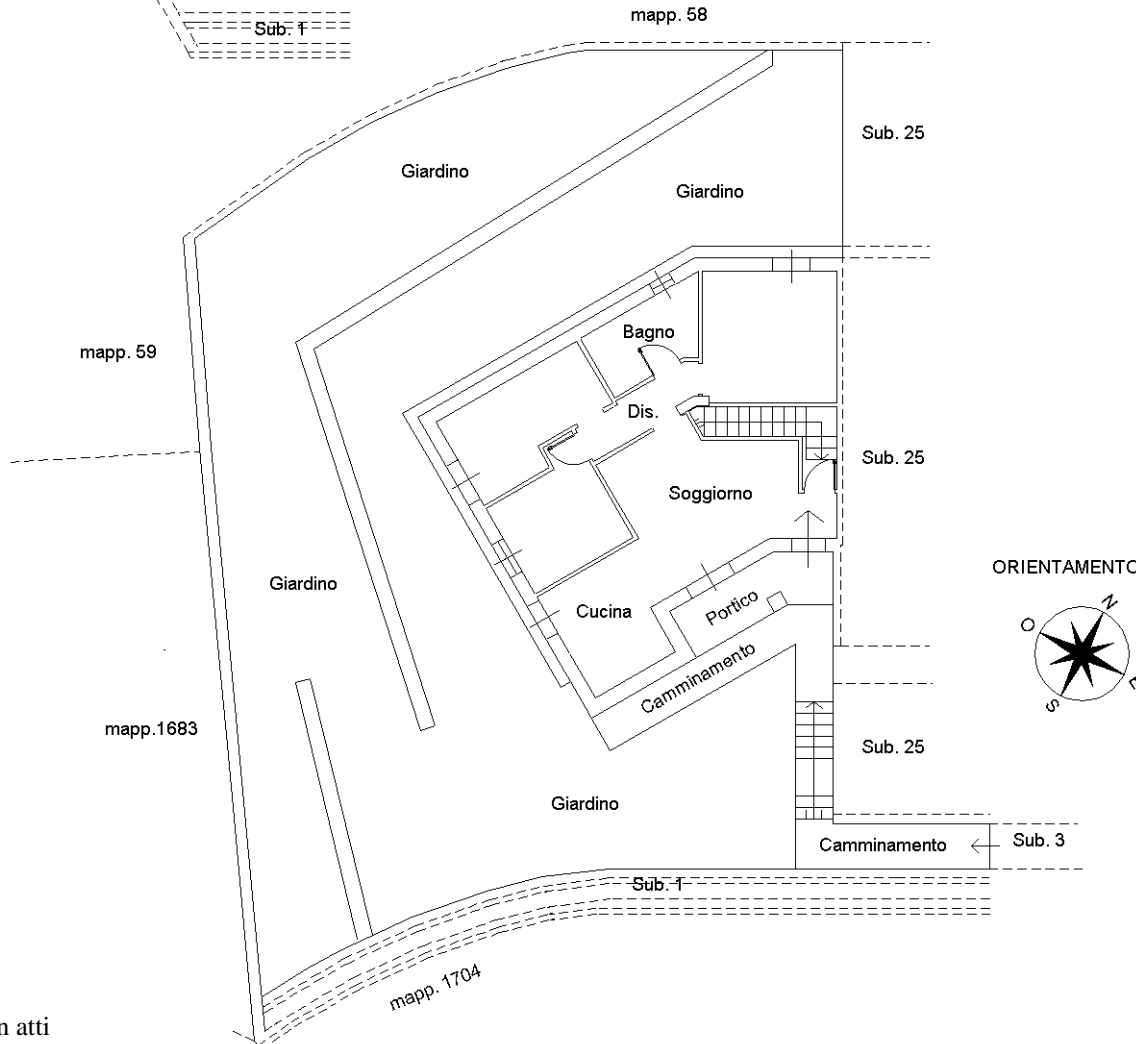 mapp. 58
Sub. 1
Sub. 25
Giardino
Giardino
Bagno
mapp. 59
Dis.
Sub. 25
Soggiorno
ORIENTAMENTO
Giardino
N
Portico
Cucina
O
Camminamento
E
S
mapp.1683
Sub. 25
Giardino
Camminamento
Sub. 3
Sub. 1
mapp. 1704
n atti